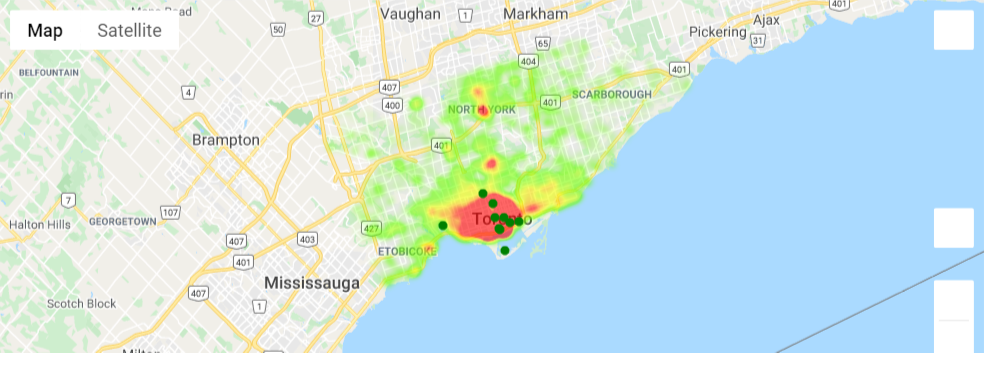 Map
Satellite
Vaughan
1
Markham
401
27
50
Ajax
Pickering
31
65
404
401
BELFOUNTAIN
407
4
400
NORTH YORK
401
SCARBOROUGH
Brampton
401
7
107
GEORGETOWN
Halton Hills
427
Toronto
407
403
ETOBICOKE
401
Mississauga
407
1
Scotch Block